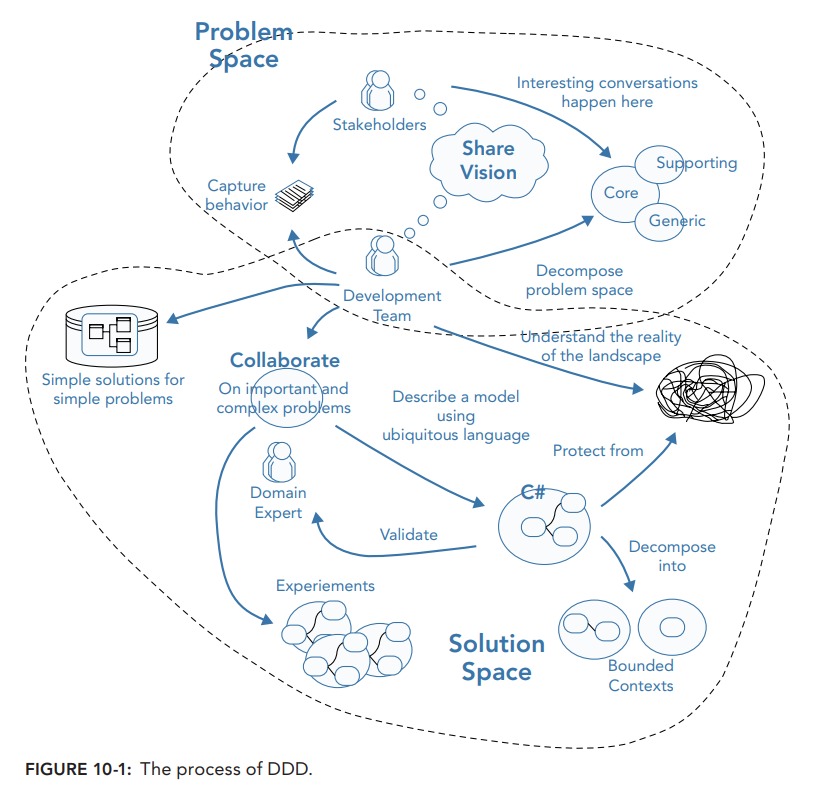 Problem
Space
Interesting conversations
happen here
Stakeholders
Share
Vision
Supporting
Core
Generic
Capture
behavior
Decompose
problem space
Development
Team
Understand the reality
of the landscape
Simple solutions for
simple problems
Collaborate
On important and
complex problems
Describe a model
using
ubiquitous language
Protect from
Domain
Expert
C#
Validate
Decompose
into
Experiements
Solution
Space
Bounded
Contexts
FIGURE 10-1: The process of DDD.